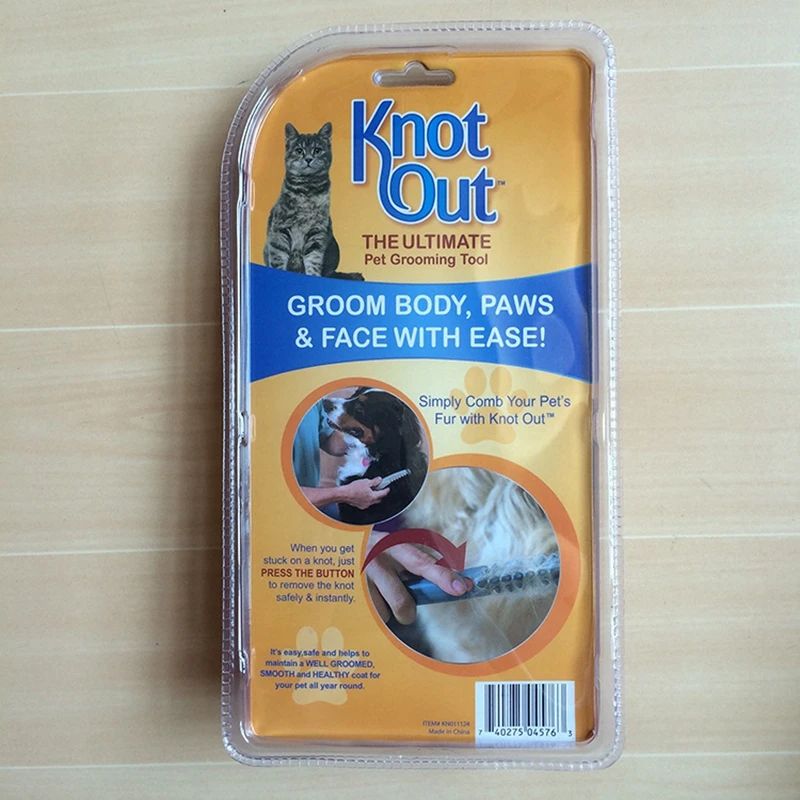 Knot
Out™
THE ULTIMATE
Pet Grooming Tool
GROOM BODY, PAWS
& FACE WITH EASE!
Simply Comb Your Pet's
Fur with Knot Out™
When you get
stuck on a knot, just
PRESS THE BUTTON
to remove the knot
safely & instantly.
It's easy,safe and helps to
maintain a WELL GROOMED,
SMOOTH and HEALTHY coat for
your pet all year round.
ITEM# KN011124
Made in China
7 40275 04576 3